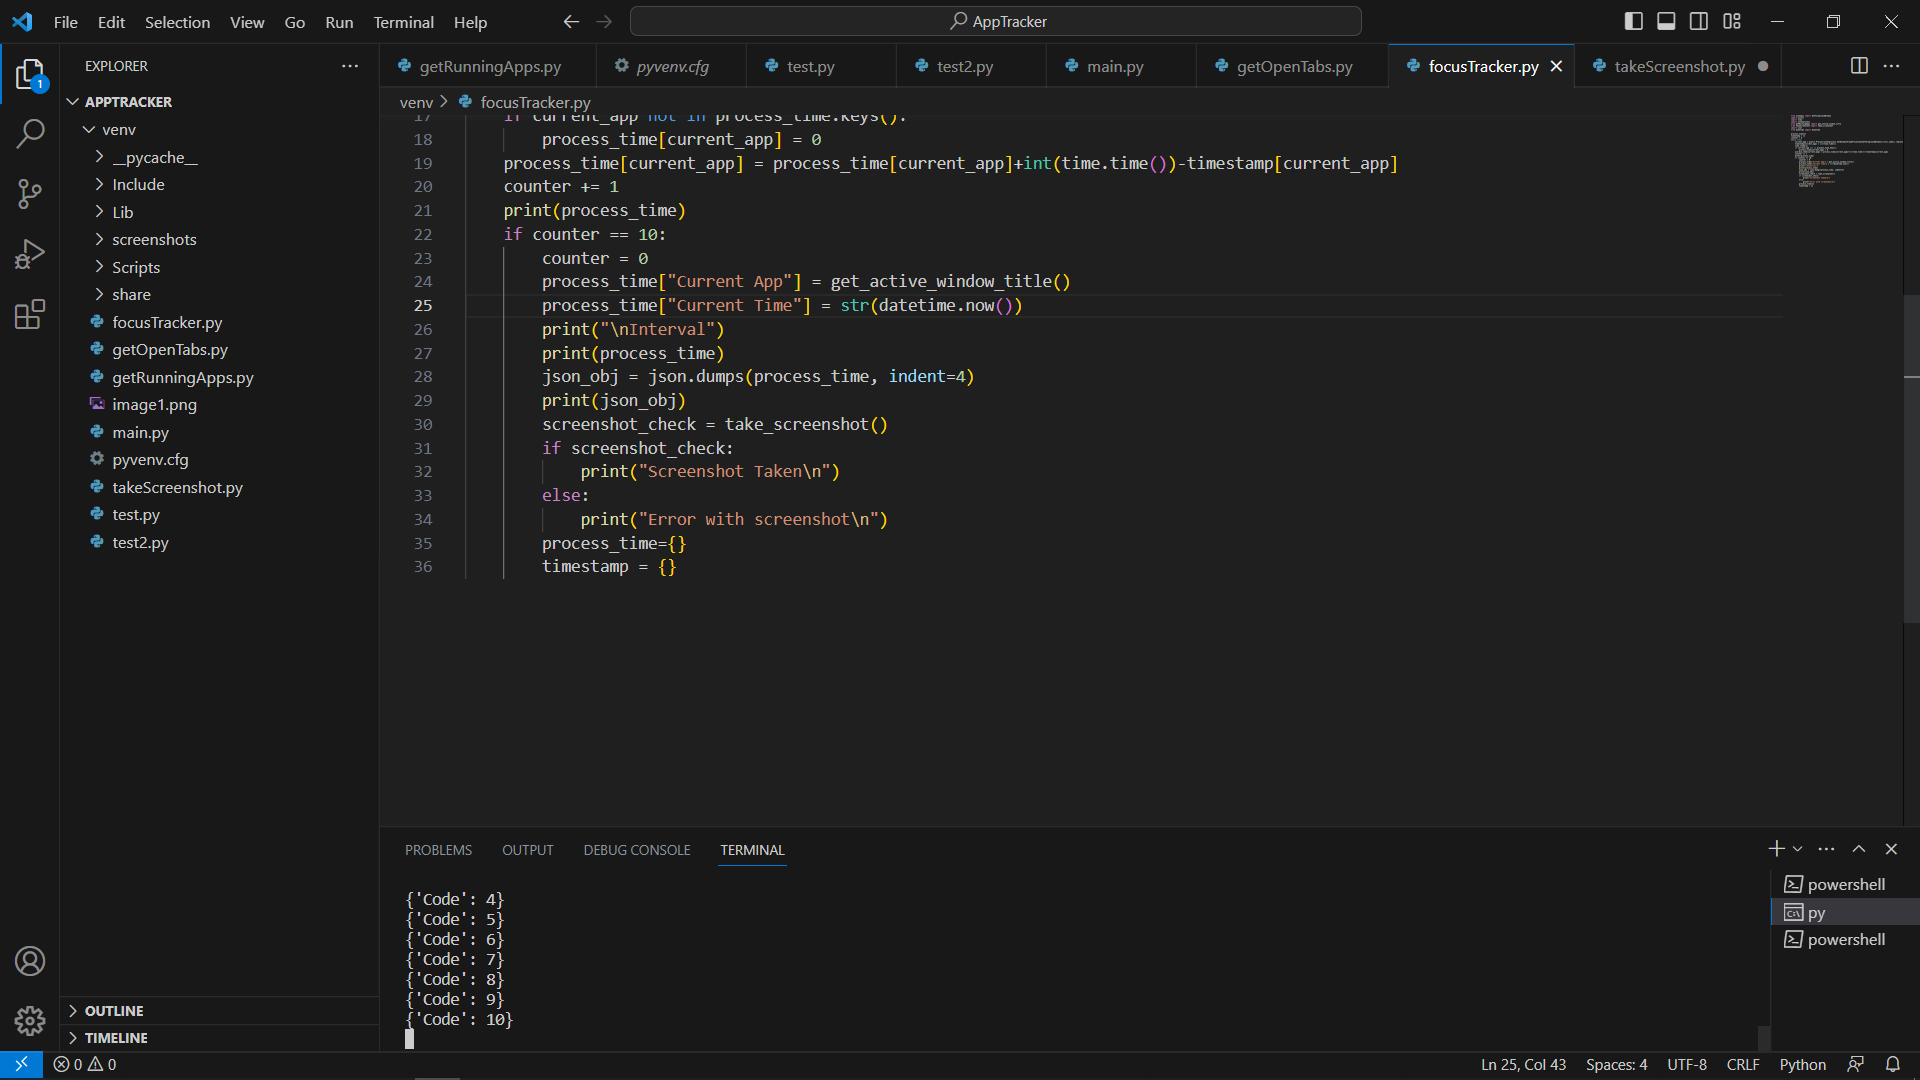 File Edit Selection View Go Run Terminal Help
AppTracker
EXPLORER
1
getRunningApps.py
pyvenv.cfg
test.py
test2.py
main.py
getOpenTabs.py
focusTracker.py
takeScreenshot.py
APPTRACKER
venv
__pycache__
Include
Lib
screenshots
Scripts
share
focusTracker.py
getOpenTabs.py
getRunningApps.py
image1.png
main.py
pyvenv.cfg
takeScreenshot.py
test.py
test2.py
OUTLINE
TIMELINE
venv > focusTracker.py
17 if current_app not in process_time.keys():
18 process_time[current_app] = 0
19 process_time[current_app] = process_time[current_app]+int(time.time())-timestamp[current_app]
20 counter += 1
21 print(process_time)
22 if counter == 10:
23 counter = 0
24 process_time["Current App"] = get_active_window_title()
25 process_time["Current Time"] = str(datetime.now())
26 print("\nInterval")
27 print(process_time)
28 json_obj = json.dumps(process_time, indent=4)
29 print(json_obj)
30 screenshot_check = take_screenshot()
31 if screenshot_check:
32 print("Screenshot Taken\n")
33 else:
34 print("Error with screenshot\n")
35 process_time={}
36 timestamp = {}
PROBLEMS OUTPUT DEBUG CONSOLE TERMINAL
{'Code': 4}
{'Code': 5}
{'Code': 6}
{'Code': 7}
{'Code': 8}
{'Code': 9}
{'Code': 10}
powershell
py
powershell
0 0
Ln 25, Col 43 Spaces: 4 UTF-8 CRLF Python